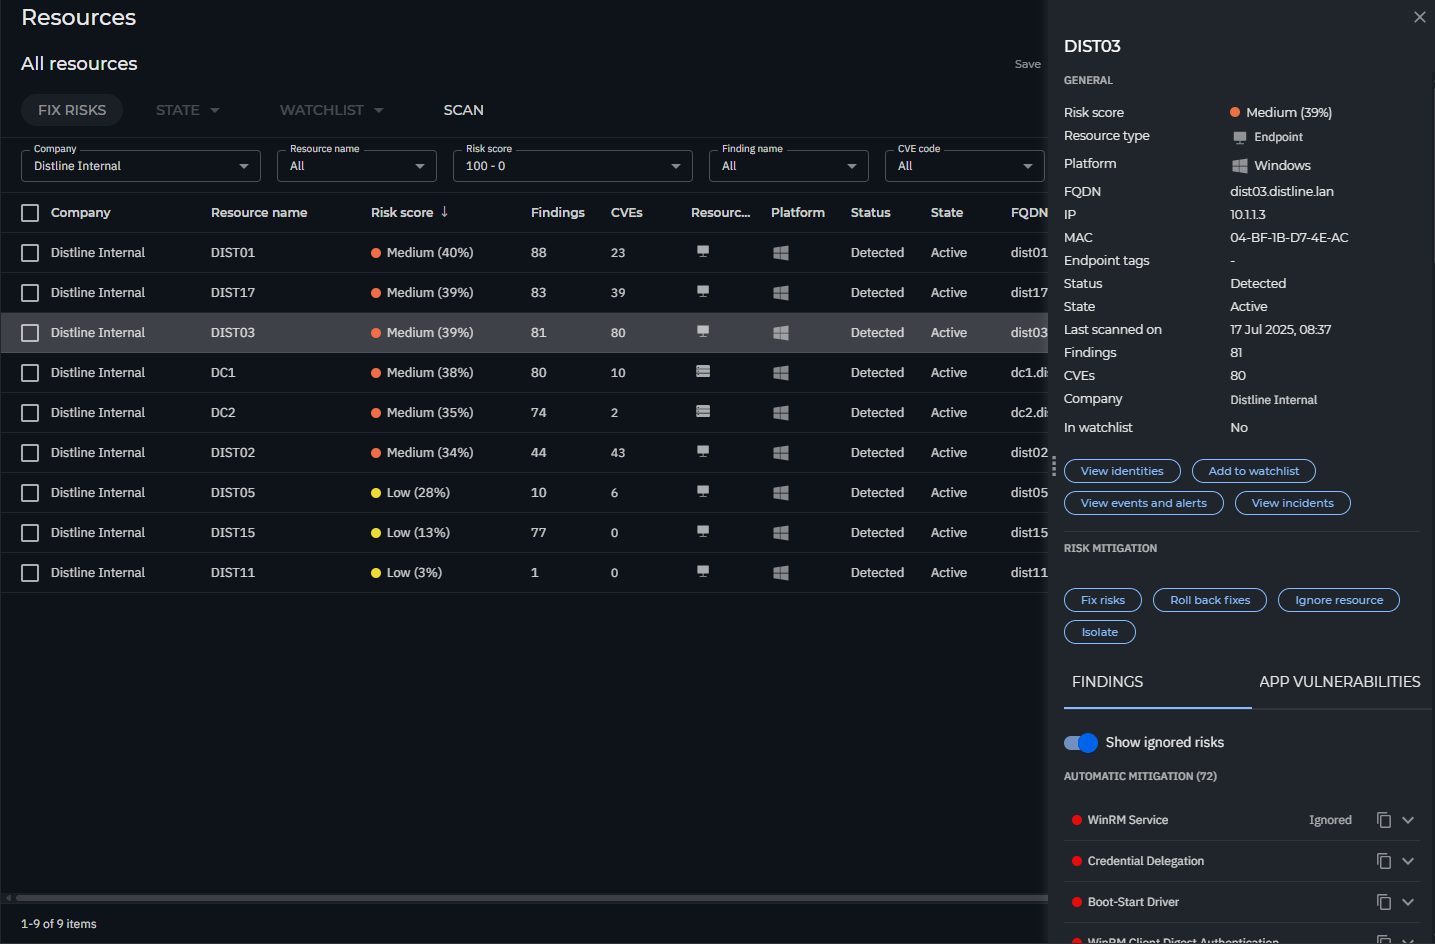 Resources
All resources
Save
FIX RISKS STATE WATCHLIST SCAN
Company Resource name Risk score Finding name CVE code
Distline Internal All 100 - 0 All All
Company Resource name Risk score ↓ Findings CVEs Resourc... Platform Status State FQDN
Distline Internal DIST01 Medium (40%) 88 23 Detected Active dist01
Distline Internal DIST17 Medium (39%) 83 39 Detected Active dist17
Distline Internal DIST03 Medium (39%) 81 80 Detected Active dist03
Distline Internal DC1 Medium (38%) 80 10 Detected Active dc1.di
Distline Internal DC2 Medium (35%) 74 2 Detected Active dc2.di
Distline Internal DIST02 Medium (34%) 44 43 Detected Active dist02
Distline Internal DIST05 Low (28%) 10 6 Detected Active dist05
Distline Internal DIST15 Low (13%) 77 0 Detected Active dist15
Distline Internal DIST11 Low (3%) 1 0 Detected Active dist11
1-9 of 9 items
DIST03
GENERAL
Risk score Medium (39%)
Resource type Endpoint
Platform Windows
FQDN dist03.distline.lan
IP 10.1.1.3
MAC 04-BF-1B-D7-4E-AC
Endpoint tags -
Status Detected
State Active
Last scanned on 17 Jul 2025, 08:37
Findings 81
CVEs 80
Company Distline Internal
In watchlist No
View identities Add to watchlist
View events and alerts View incidents
RISK MITIGATION
Fix risks Roll back fixes Ignore resource
Isolate
FINDINGS APP VULNERABILITIES
Show ignored risks
AUTOMATIC MITIGATION (72)
WinRM Service Ignored
Credential Delegation
Boot-Start Driver
WinRM Client Digest Authentication